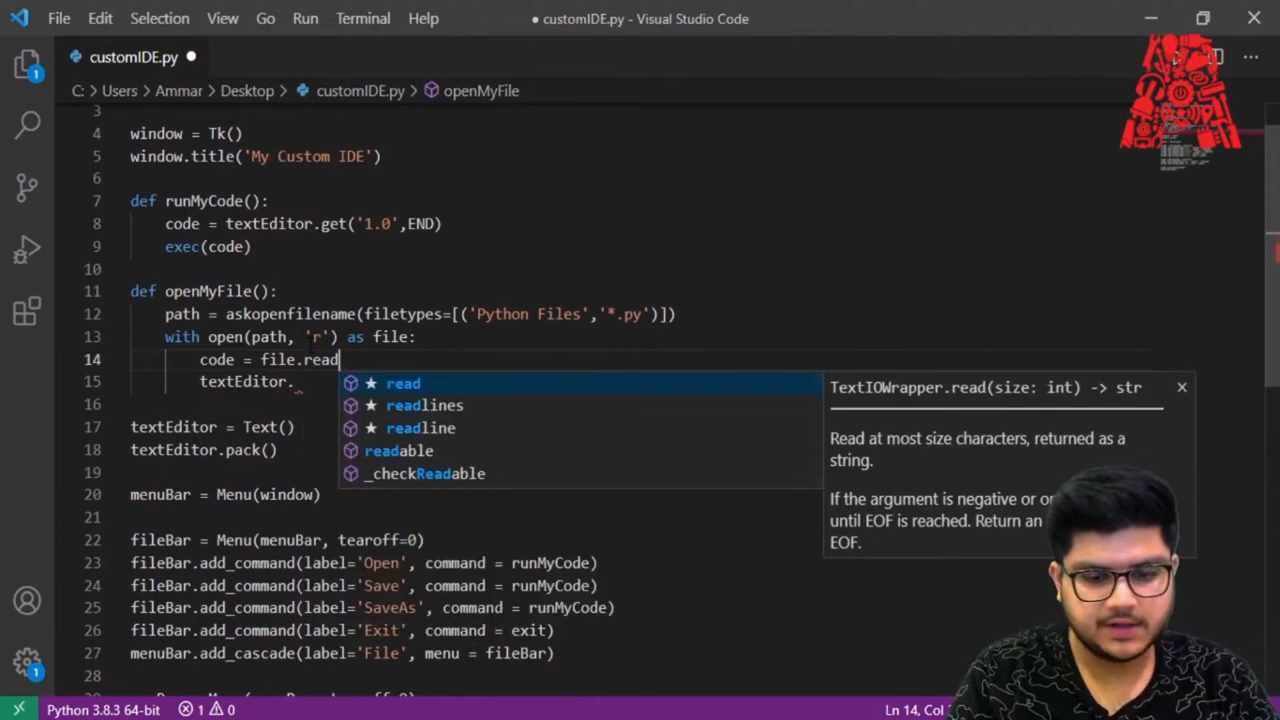 File Edit Selection View Go Run Terminal Help ● customIDE.py - Visual Studio Code
customIDE.py ●
C: > Users > Ammar > Desktop > customIDE.py > openMyFile
3
4 window = Tk()
5 window.title('My Custom IDE')
6
7 def runMyCode():
8 code = textEditor.get('1.0',END)
9 exec(code)
10
11 def openMyFile():
12 path = askopenfilename(filetypes=[('Python Files','*.py')])
13 with open(path, 'r') as file:
14 code = file.read
15 textEditor.
read
readlines
readline
readable
_checkReadable
TextIOWrapper.read(size: int) -> str
Read at most size characters, returned as a
string.
If the argument is negative or
until EOF is reached. Return an
EOF.
16
17 textEditor = Text()
18 textEditor.pack()
19
20 menuBar = Menu(window)
21
22 fileBar = Menu(menuBar, tearoff=0)
23 fileBar.add_command(label='Open', command = runMyCode)
24 fileBar.add_command(label='Save', command = runMyCode)
25 fileBar.add_command(label='SaveAs', command = runMyCode)
26 fileBar.add_command(label='Exit', command = exit)
27 menuBar.add_cascade(label='File', menu = fileBar)
28
1
1
Python 3.8.3 64-bit 1 0 Ln 14, Col